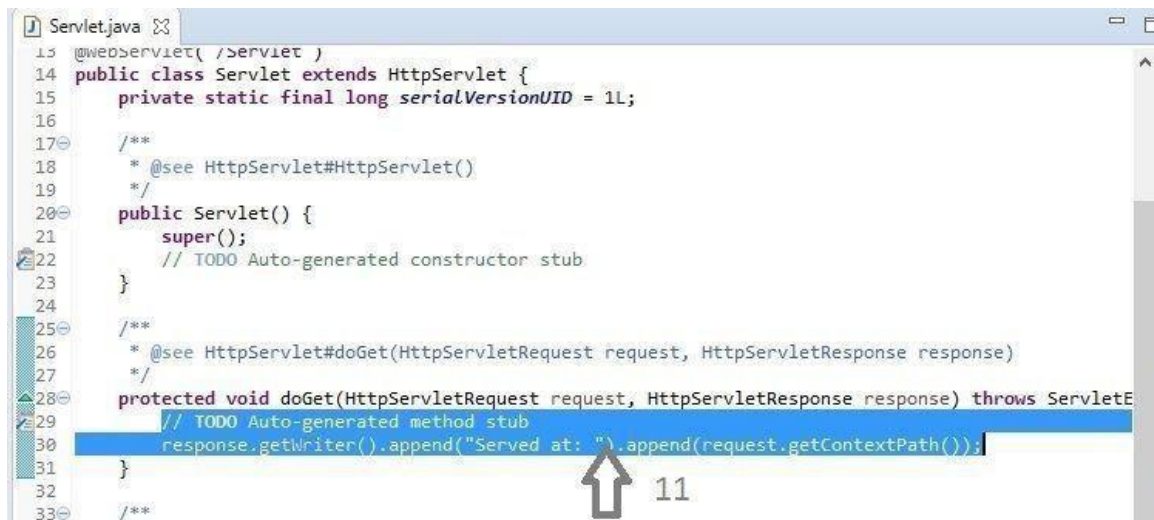 Servlet.java
13 @WebServlet("/Servlet")
14 public class Servlet extends HttpServlet {
15 private static final long serialVersionUID = 1L;
16
17 /**
18 * @see HttpServlet#HttpServlet()
19 */
20 public Servlet() {
21 super();
22 // TODO Auto-generated constructor stub
23 }
24
25 /**
26 * @see HttpServlet#doGet(HttpServletRequest request, HttpServletResponse response)
27 */
28 protected void doGet(HttpServletRequest request, HttpServletResponse response) throws ServletE
29 // TODO Auto-generated method stub
30 response.getWriter().append("Served at: ").append(request.getContextPath());
31 }
11
32
33 /**